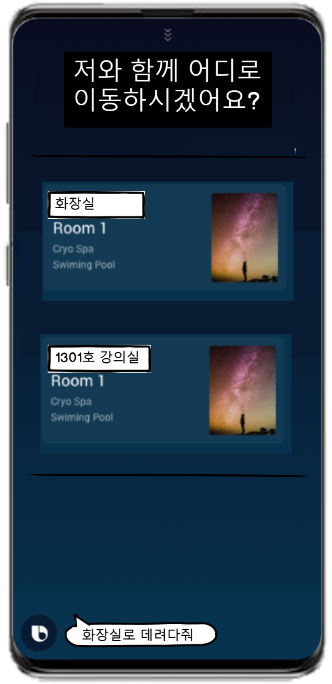 저와 함께 어디로
이동하시겠어요?
화장실
Room 1
Cryo Spa
Swiming Pool
1301호 강의실
Room 1
Cryo Spa
Swiming Pool
화장실로 데려다줘